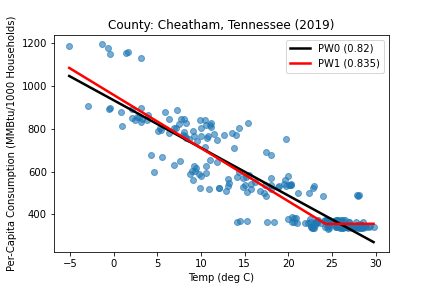 County: Cheatham, Tennessee (2019)
Per-Capita Consumption (MMBtu/1000 Households)
1200
1000
800
600
400
PW0 (0.82)
PW1 (0.835)
−5
0
5
10
15
20
25
30
Temp (deg C)